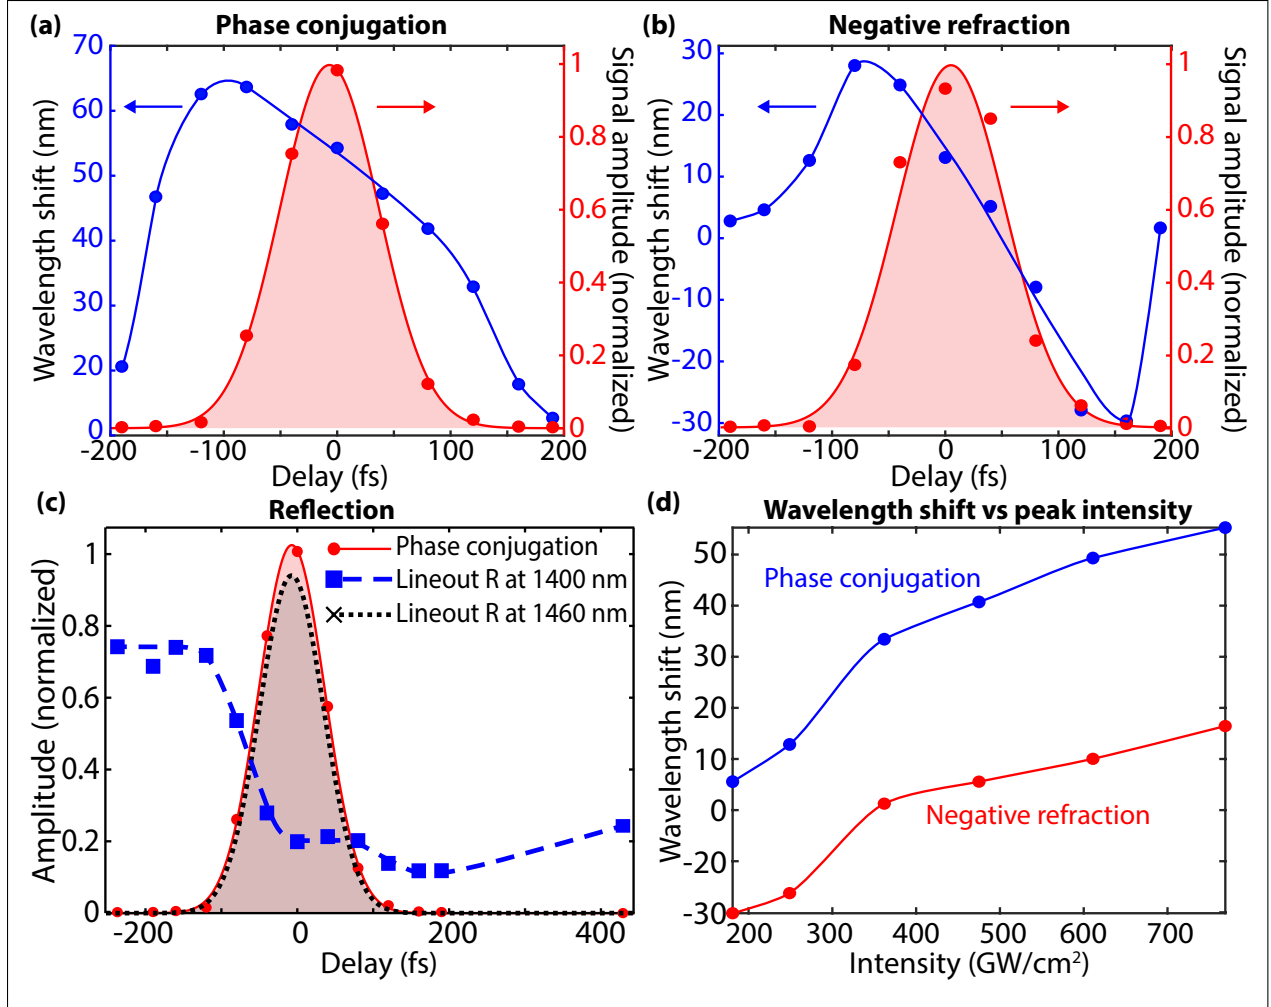 (a) Phase conjugation
70
60
50
40
30
20
0
Wavelength shift (nm)
1
0.8
0.6
0.4
0.2
0
Signal amplitude (normalized)
-200 -100 0 100 200
Delay (fs)
(b) Negative refraction
30
20
10
0
-10
-20
-30
Wavelength shift (nm)
1
0.8
0.6
0.4
0.2
0
Signal amplitude (normalized)
-200 -100 0 100 200
Delay (fs)
(c) Reflection
Phase conjugation
Lineout R at 1400 nm
Lineout R at 1460 nm
1
0.8
0.6
0.4
0.2
0
Amplitude (normalized)
-200 0 200 400
Delay (fs)
(d) Wavelength shift vs peak intensity
Phase conjugation
Negative refraction
50
40
30
20
10
0
-20
-30
Wavelength shift (nm)
200 300 400 500 600 700
Intensity (GW/cm²)